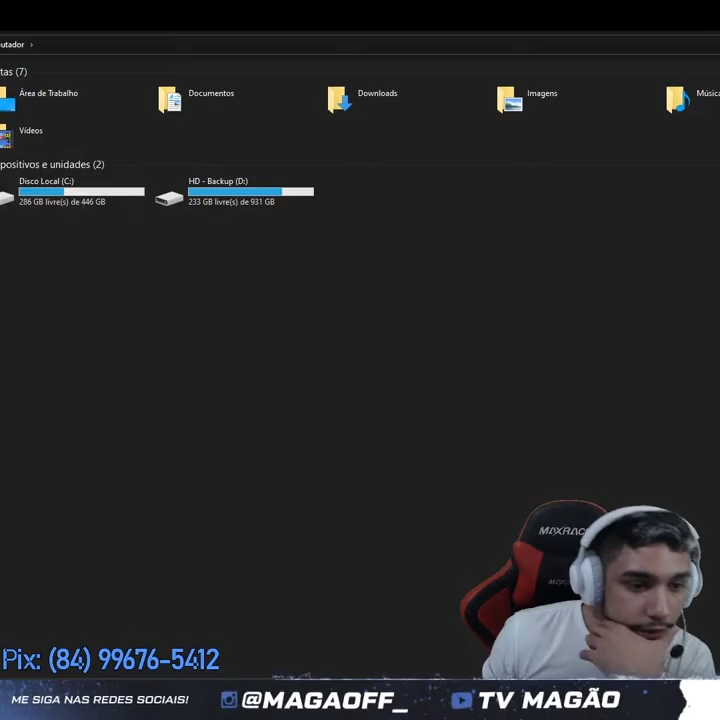 utador
tas (7)
Área de Trabalho
Documentos
Downloads
Imagens
Música
Vídeos
positivos e unidades (2)
Disco Local (C:)
286 GB livre(s) de 446 GB
HD - Backup (D:)
233 GB livre(s) de 931 GB
MAXRAC
Pix: (84) 99676-5412
ME SIGA NAS REDES SOCIAIS!
@MAGAOFF_
TV MAGÃO